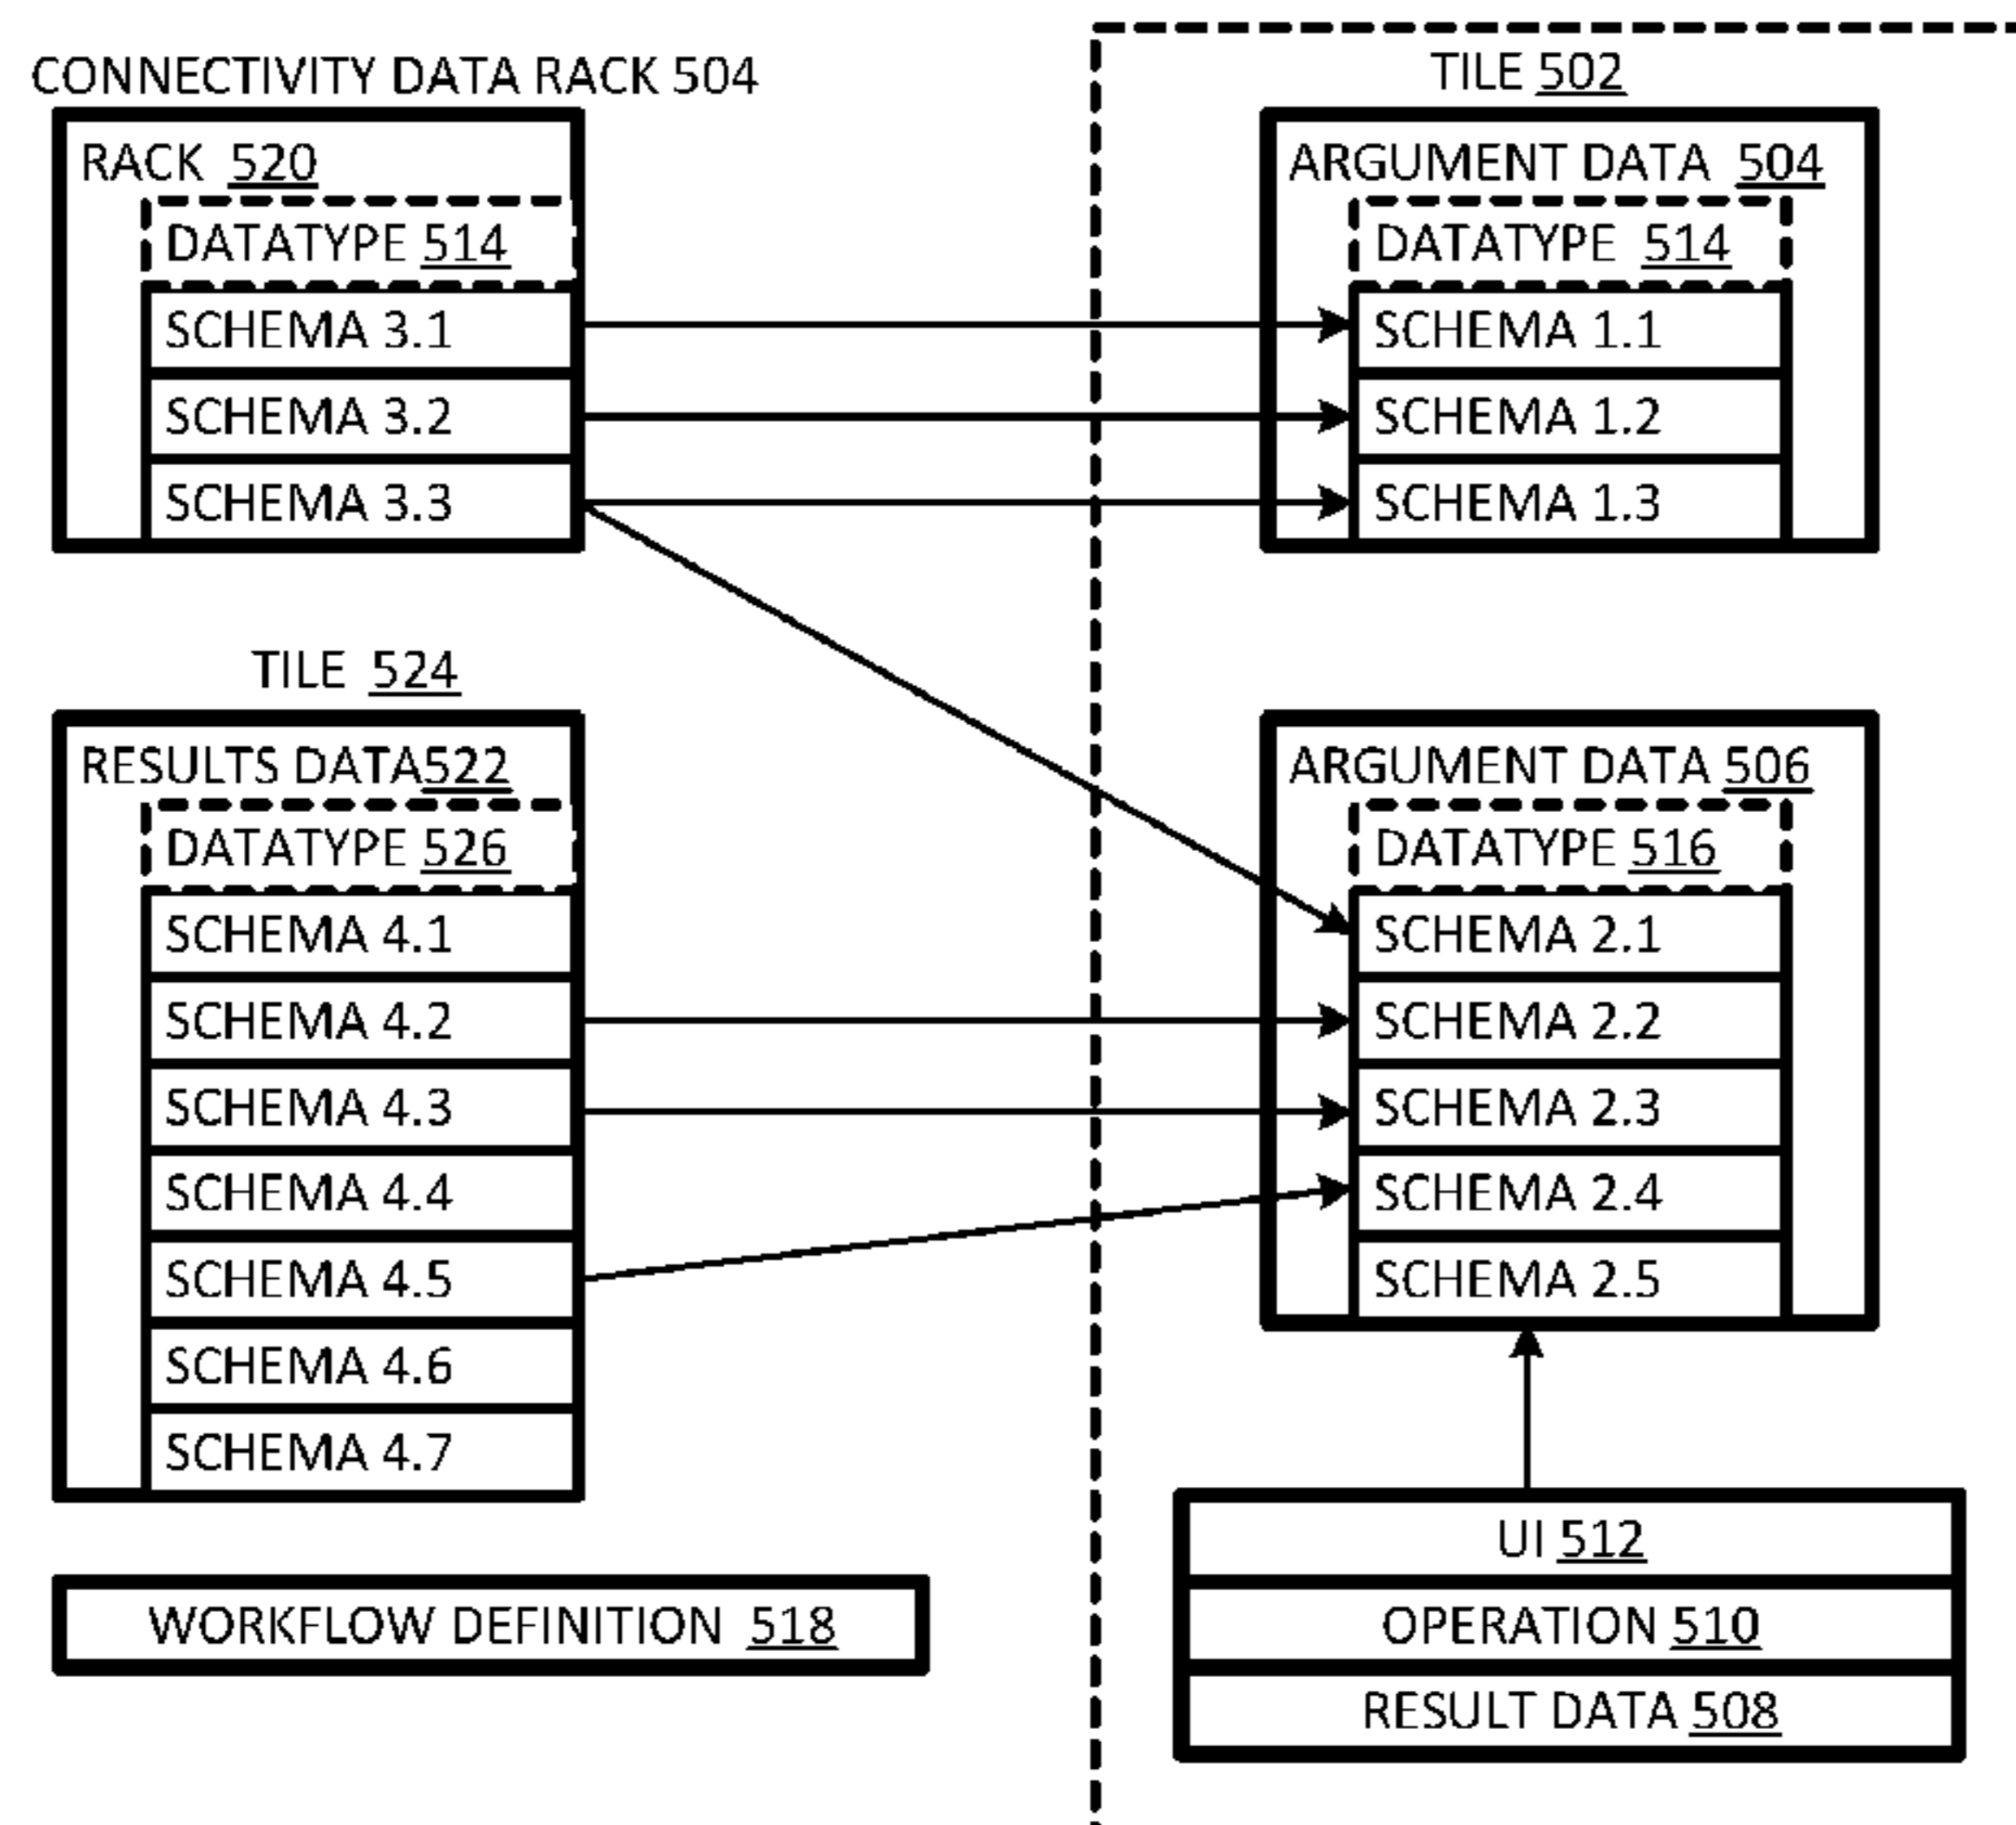 CONNECTIVITY DATA RACK 504
RACK 520
DATATYPE 514
SCHEMA 3.1
SCHEMA 3.2
SCHEMA 3.3
TILE 502
ARGUMENT DATA 504
DATATYPE 514
SCHEMA 1.1
SCHEMA 1.2
SCHEMA 1.3
TILE 524
RESULTS DATA522
DATATYPE 526
SCHEMA 4.1
SCHEMA 4.2
SCHEMA 4.3
SCHEMA 4.4
SCHEMA 4.5
SCHEMA 4.6
SCHEMA 4.7
ARGUMENT DATA 506
DATATYPE 516
SCHEMA 2.1
SCHEMA 2.2
SCHEMA 2.3
SCHEMA 2.4
SCHEMA 2.5
WORKFLOW DEFINITION 518
UI 512
OPERATION 510
RESULT DATA 508